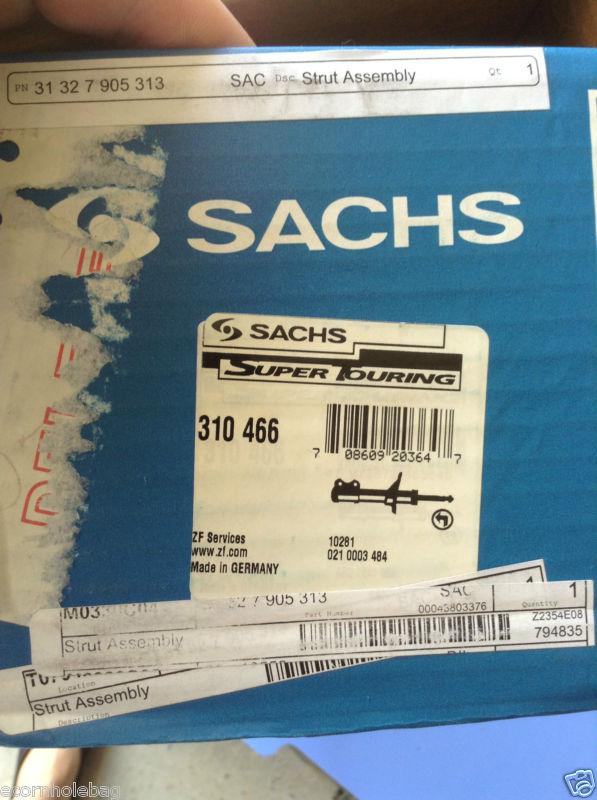 PN 31 32 7 905 313 SAC Dsc Strut Assembly Qt 1
SACHS
SACHS
SUPER TOURING
310 466
7 08609 20364 7
ZF Services
www.zf.com
Made in GERMANY
10281
021 0003 484
32 7 905 313 SAC 1
Part Number 00043803376 Quantity
Strut Assembly
Z2354E08
794835
Location
Strut Assembly
Description
ecornholebag